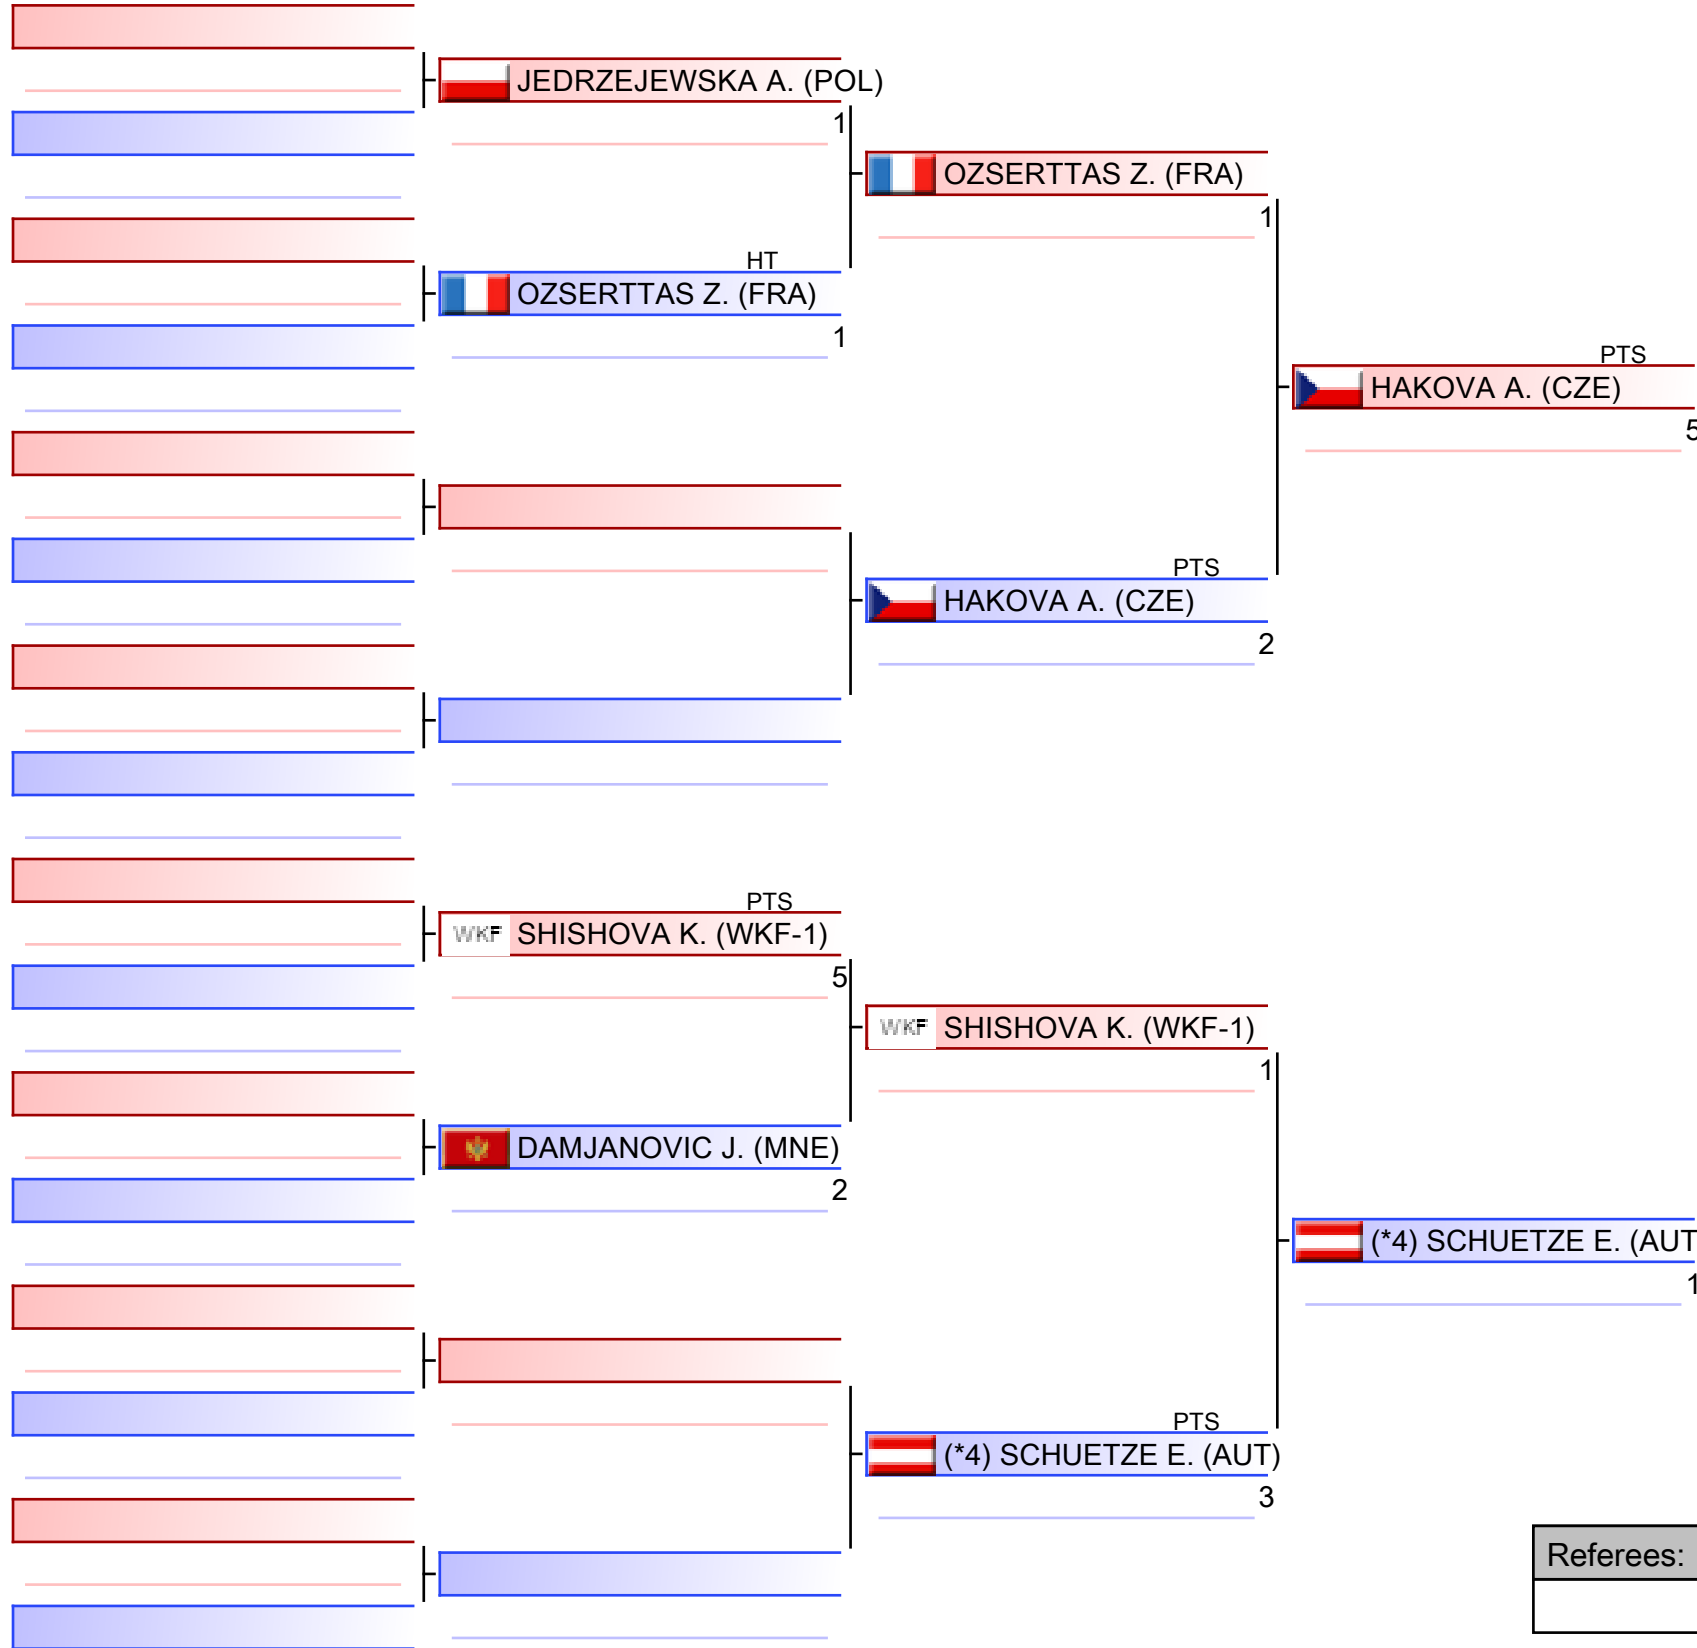 JEDRZEJEWSKA A. (POL)
1
HT
OZSERTTAS Z. (FRA)
1
PTS
WKF SHISHOVA K. (WKF-1)
5
DAMJANOVIC J. (MNE)
2
OZSERTTAS Z. (FRA)
1
PTS
HAKOVA A. (CZE)
2
WKF SHISHOVA K. (WKF-1)
1
PTS
(*4) SCHUETZE E. (AUT)
3
PTS
HAKOVA A. (CZE)
5
(*4) SCHUETZE E. (AUT
1
Referees: